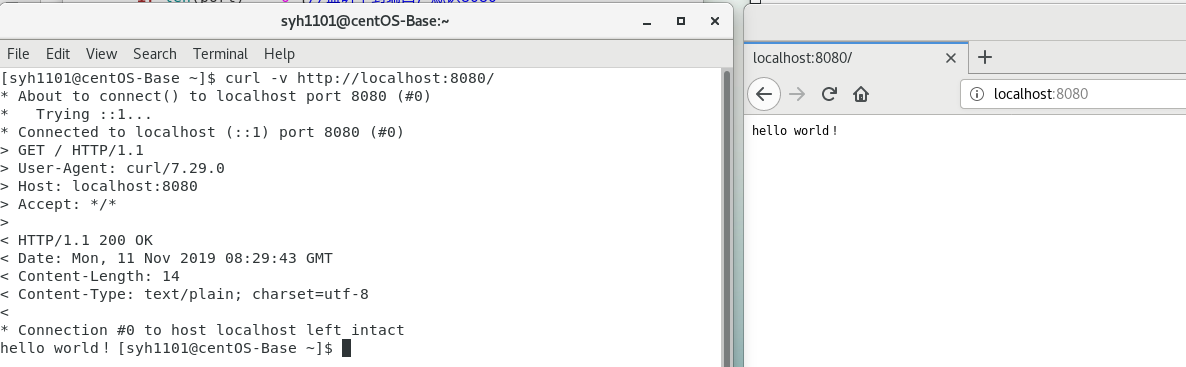 syh1101@centOS-Base:~
File Edit View Search Terminal Help
[syh1101@centOS-Base ~]$ curl -v http://localhost:8080/
* About to connect() to localhost port 8080 (#0)
*   Trying ::1...
* Connected to localhost (::1) port 8080 (#0)
> GET / HTTP/1.1
> User-Agent: curl/7.29.0
> Host: localhost:8080
> Accept: */*
>
< HTTP/1.1 200 OK
< Date: Mon, 11 Nov 2019 08:29:43 GMT
< Content-Length: 14
< Content-Type: text/plain; charset=utf-8
<
* Connection #0 to host localhost left intact
hello world！[syh1101@centOS-Base ~]$
localhost:8080/
localhost:8080
hello world！